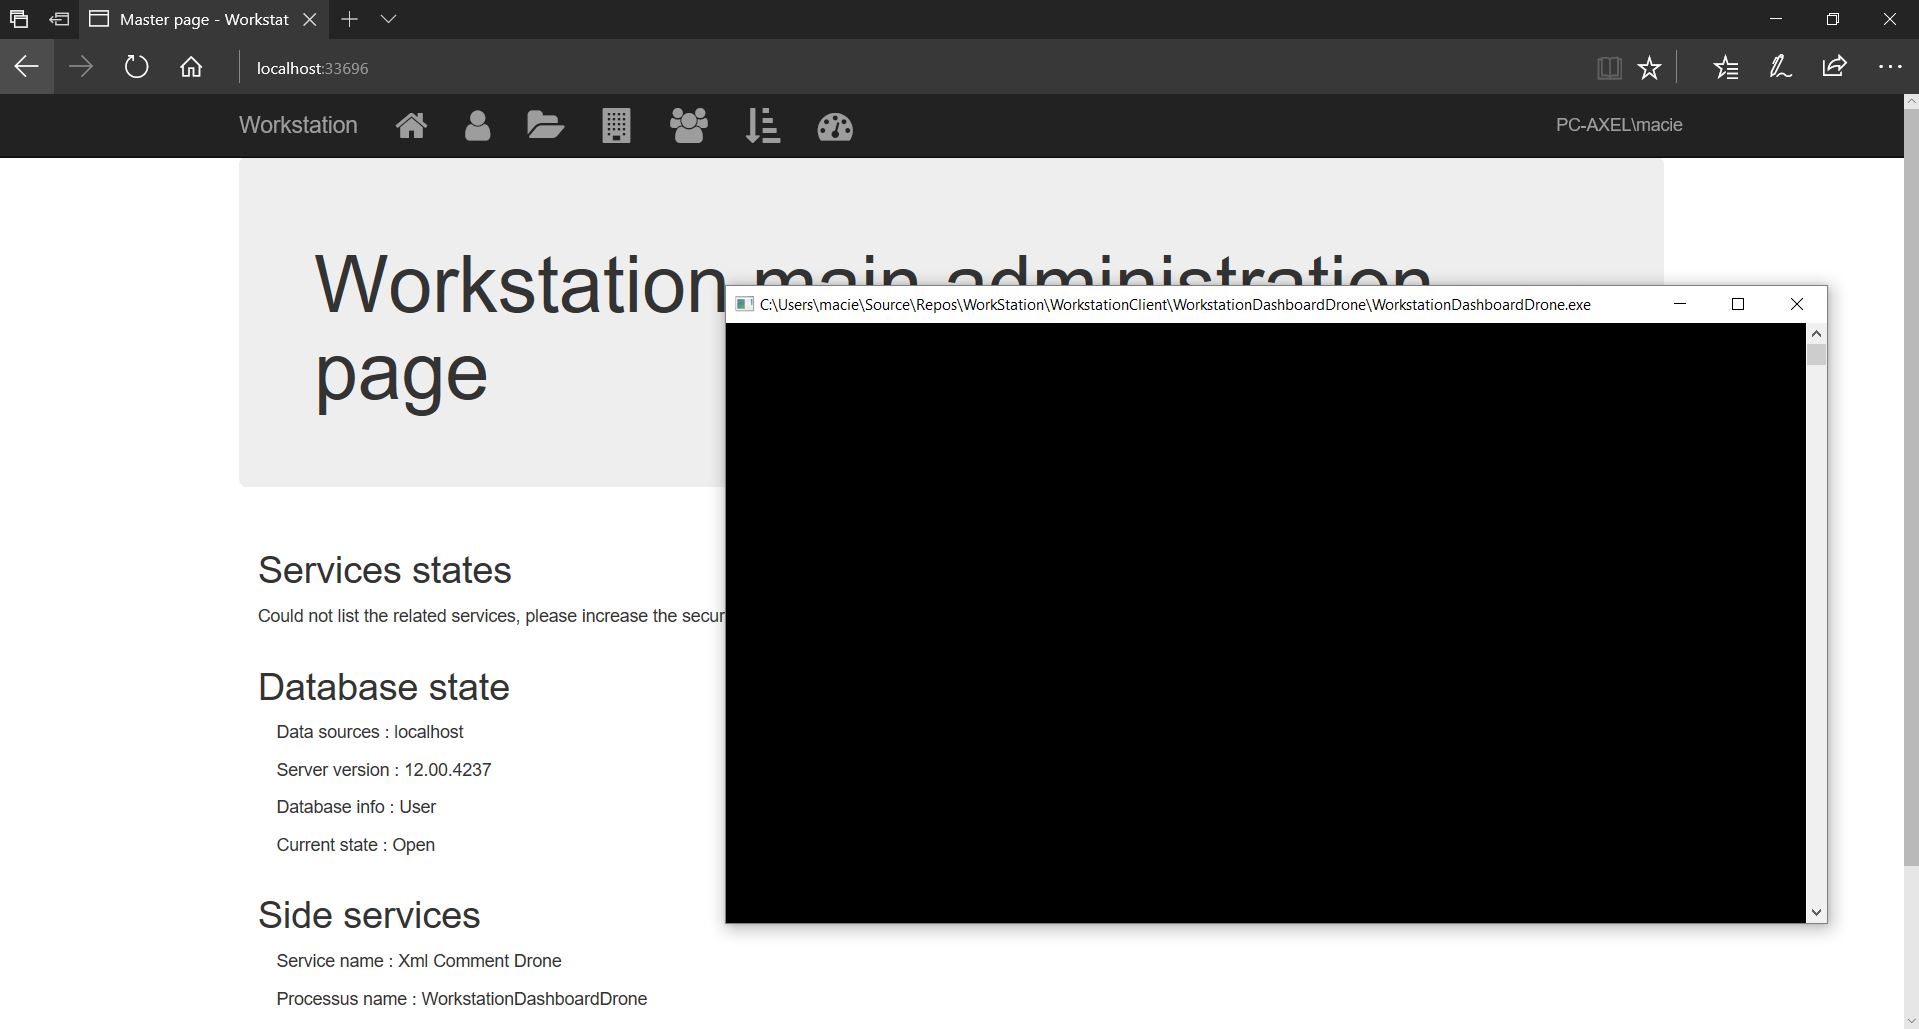 Master page - Workstat
localhost:33696
Workstation
PC-AXEL\macie
Workstation main administration
page
C:\Users\macie\Source\Repos\WorkStation\WorkstationClient\WorkstationDashboardDrone\WorkstationDashboardDrone.exe
Services states
Could not list the related services, please increase the secur
Database state
Data sources : localhost
Server version : 12.00.4237
Database info : User
Current state : Open
Side services
Service name : Xml Comment Drone
Processus name : WorkstationDashboardDrone